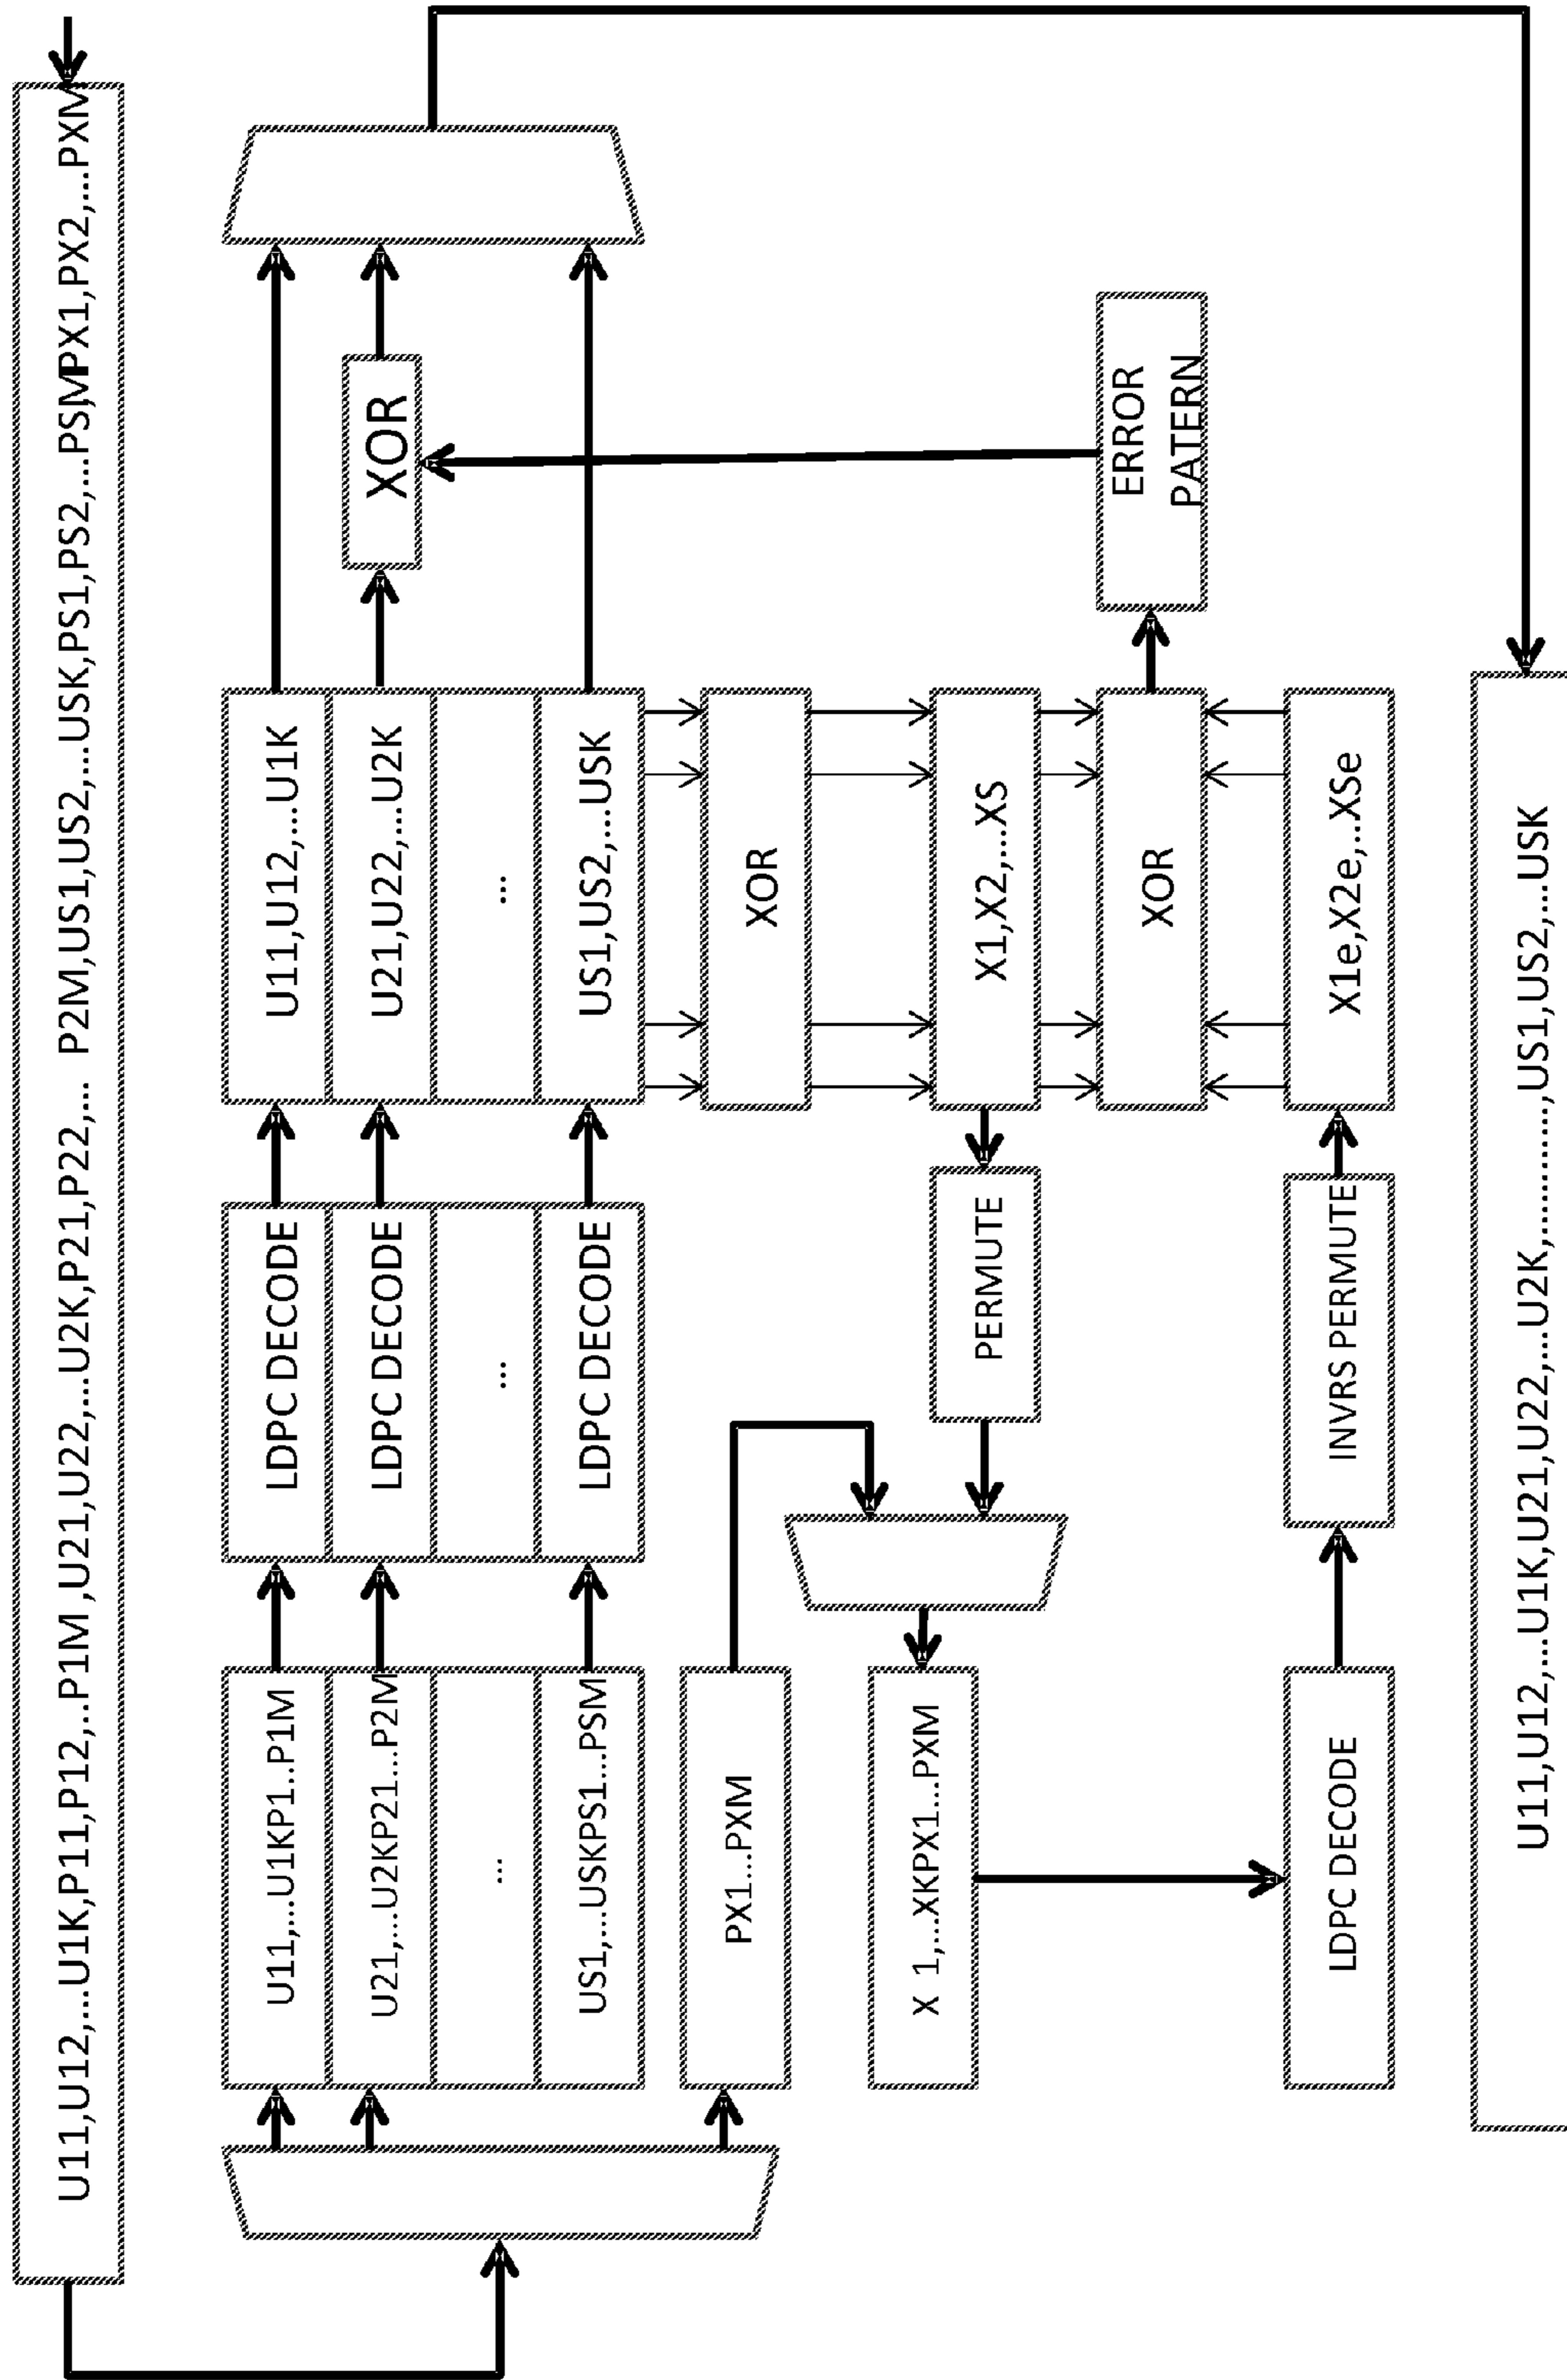 U11,U12,...U1K,P11,P12,..P1M,U21,U22,...U2K,P21,P22,... P2M,US1,US2,...USK,PS1,PS2,...PSM,PX1,PX2,...PXM
U11,...U1KP1..P1M
U21,...U2KP21...P2M
...
US1,...USKPS1...PSM
LDPC DECODE
LDPC DECODE
...
LDPC DECODE
U11,U12,...U1K
U21,U22,...U2K
...
US1,US2,...USK
XOR
PX1...PXM
XOR
X 1,...XKPX1...PXM
PERMUTE
X1,X2,...XS
XOR
ERROR
PATERN
LDPC DECODE
INVRS PERMUTE
X1e,X2e,...XSe
U11,U12,...U1K,U21,U22,...U2K,.............,US1,US2,...USK